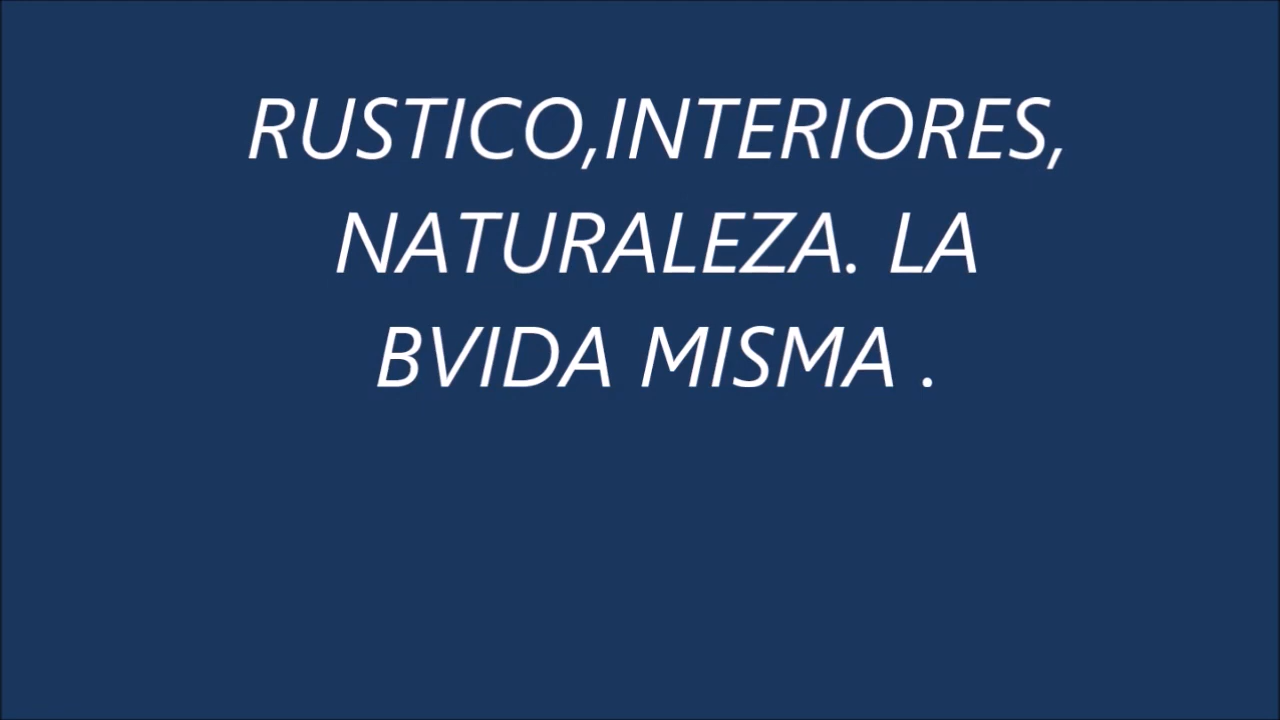 RUSTICO,INTERIORES,
NATURALEZA. LA
BVIDA MISMA .